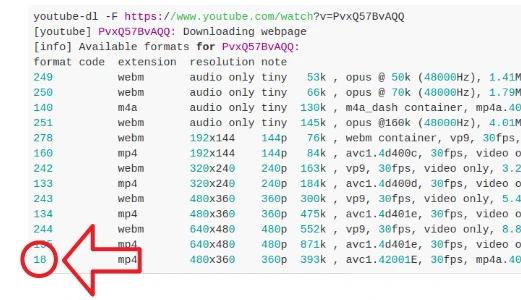 youtube-dl -F https://www.youtube.com/watch?v=PvxQ57BvAQQ
[youtube] PvxQ57BvAQQ: Downloading webpage
[info] Available formats for PvxQ57BvAQQ:
format code extension resolution note
249 webm audio only tiny 53k , opus @ 50k (48000Hz), 1.41M
250 webm audio only tiny 66k , opus @ 70k (48000Hz), 1.79M
140 m4a audio only tiny 130k , m4a_dash container, mp4a.40
251 webm audio only tiny 145k , opus @160k (48000Hz), 4.01M
278 webm 192x144 144p 76k , webm container, vp9, 30fps,
160 mp4 192x144 144p 84k , avc1.4d400c, 30fps, video o
242 webm 320x240 240p 163k , vp9, 30fps, video only, 3.2
133 mp4 320x240 240p 184k , avc1.4d400d, 30fps, video o
243 webm 480x360 360p 300k , vp9, 30fps, video only, 5.4
134 mp4 480x360 360p 475k , avc1.4d401e, 30fps, video o
244 webm 640x480 480p 552k , vp9, 30fps, video only, 8.8
135 mp4 640x480 480p 871k , avc1.4d401e, 30fps, video o
18 mp4 480x360 360p 393k , avc1.42001E, 30fps, mp4a.40